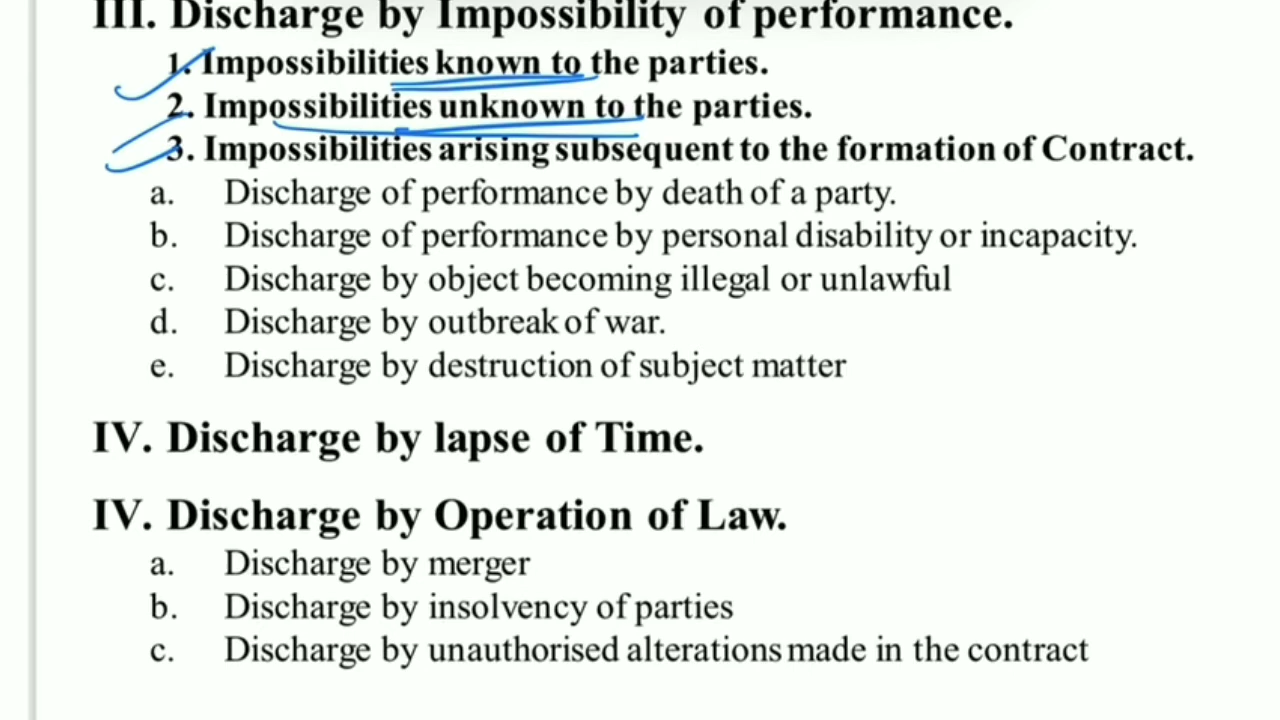 III. Discharge by Impossibility of performance.
1. Impossibilities known to the parties.
2. Impossibilities unknown to the parties.
3. Impossibilities arising subsequent to the formation of Contract.
a. Discharge of performance by death of a party.
b. Discharge of performance by personal disability or incapacity.
c. Discharge by object becoming illegal or unlawful
d. Discharge by outbreak of war.
e. Discharge by destruction of subject matter
IV. Discharge by lapse of Time.
IV. Discharge by Operation of Law.
a. Discharge by merger
b. Discharge by insolvency of parties
c. Discharge by unauthorised alterations made in the contract